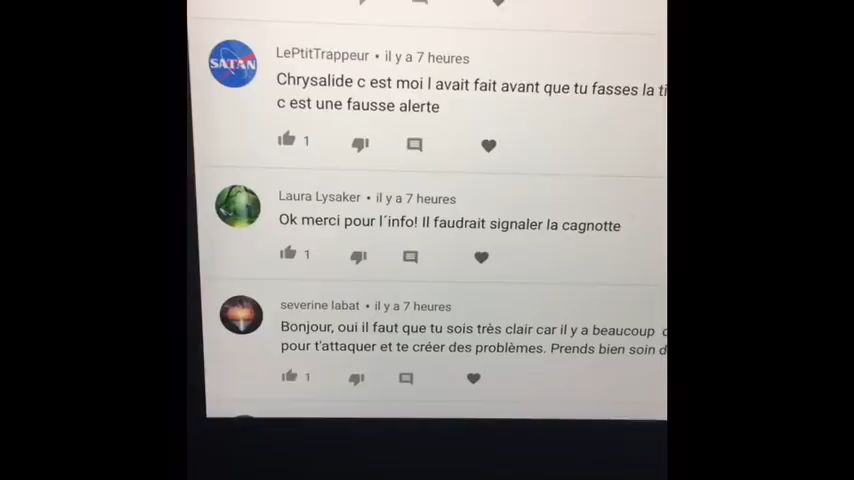 LePtitTrappeur • il y a 7 heures
SATAN
Chrysalide c est moi l avait fait avant que tu fasses la
c est une fausse alerte
1
Laura Lysaker • il y a 7 heures
Ok merci pour l´info! Il faudrait signaler la cagnotte
1
severine labat • il y a 7 heures
Bonjour, oui il faut que tu sois très clair car il y a beaucoup
pour t'attaquer et te créer des problèmes. Prends bien soin
1